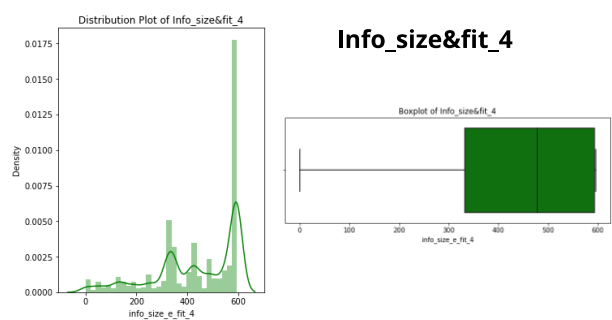 Distribution Plot of Info_size&fit_4
0.0175
0.0150
0.0125
0.0100
0.0075
0.0050
0.0025
0.0000
Density
0 200 400 600
info_size_e_fit_4
Info_size&fit_4
Boxplot of Info_size&fit_4
0 100 200 300 400 500 600
info_size_e_fit_4